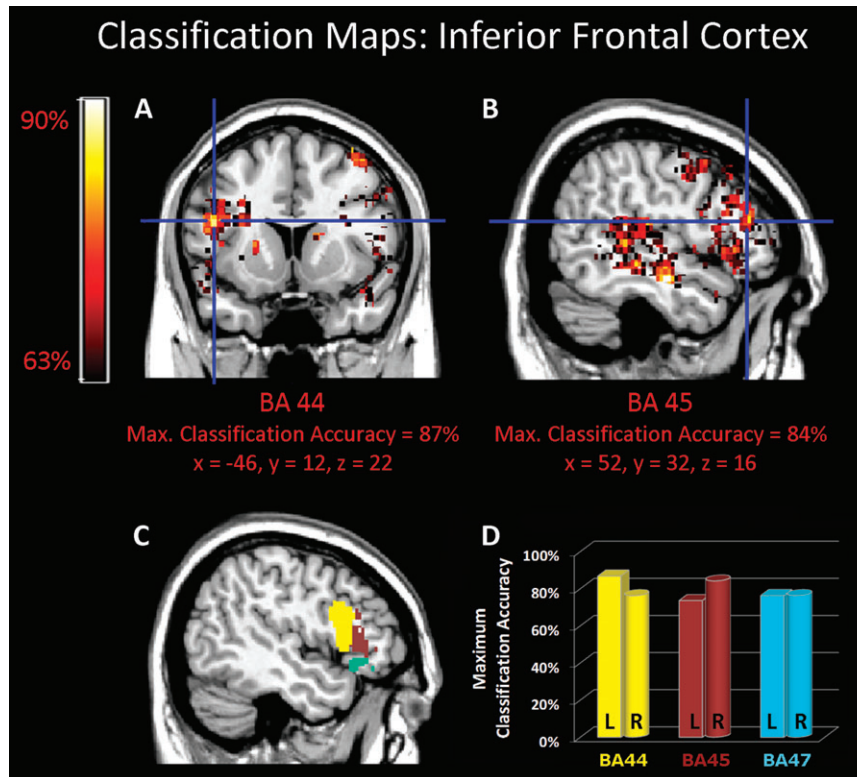 Classification Maps: Inferior Frontal Cortex
90%
63%
A
B
BA 44
Max. Classification Accuracy = 87%
x = -46, y = 12, z = 22
BA 45
Max. Classification Accuracy = 84%
x = 52, y = 32, z = 16
C
D
Maximum
Classification Accuracy
100%
80%
60%
40%
20%
0%
L R
L R
L R
BA44
BA45
BA47